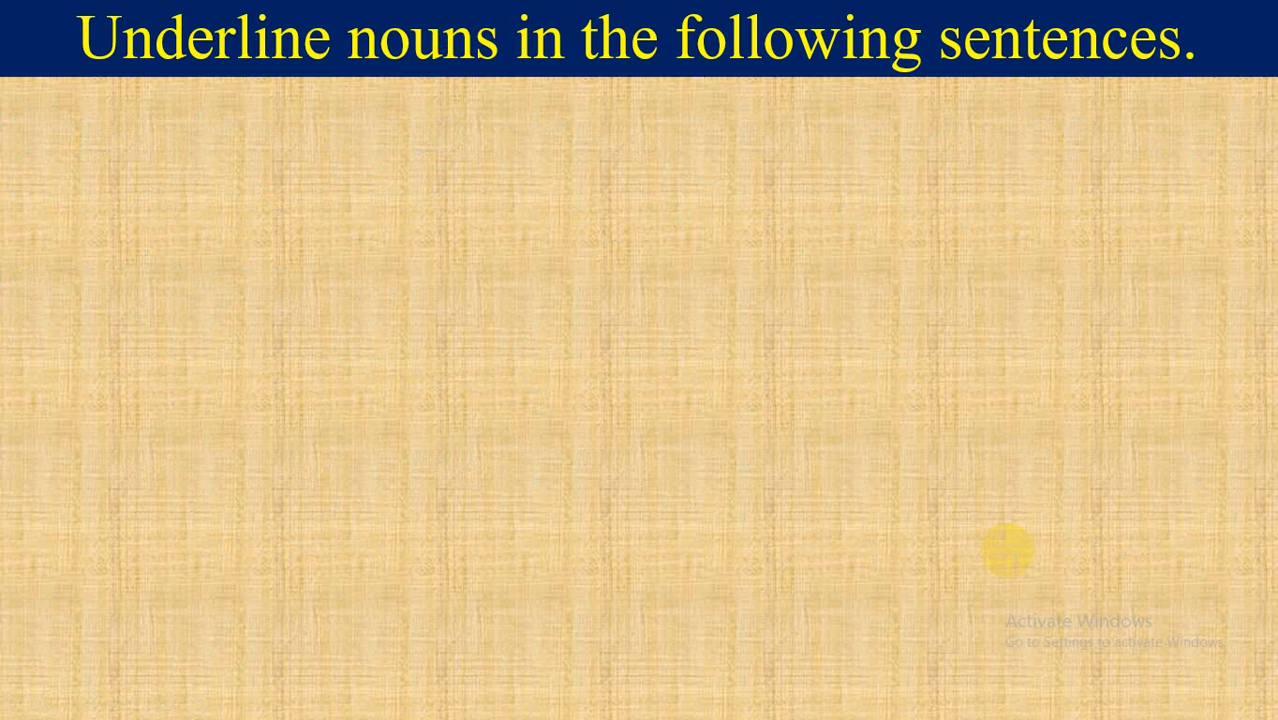 Underline nouns in the following sentences.
Activate Windows
Go to Settings to activate Windows.